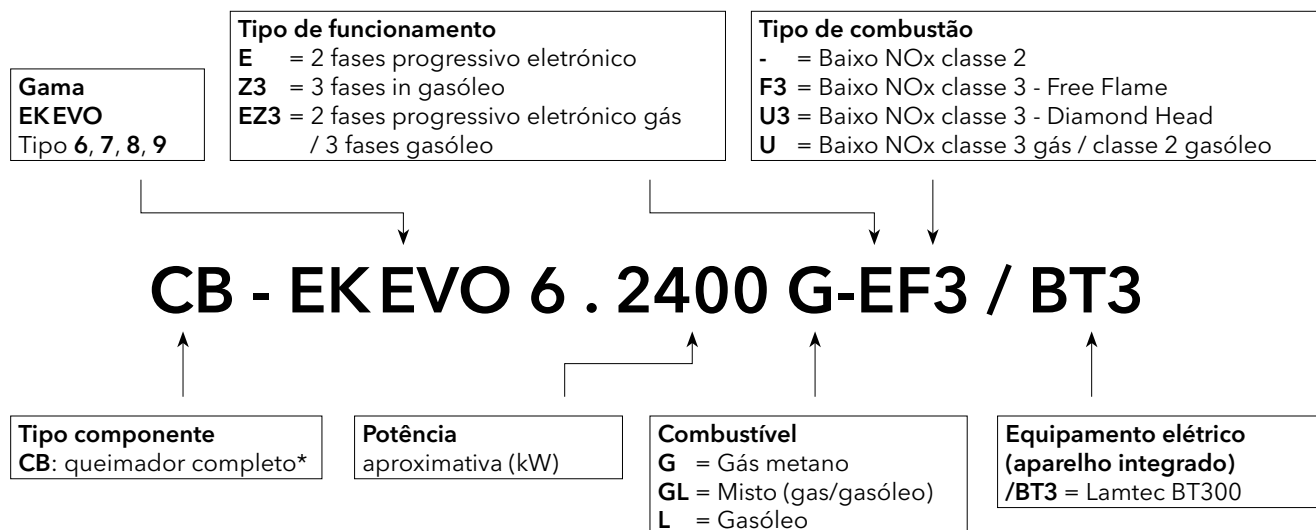 Gama
EK EVO
Tipo 6, 7, 8, 9
Tipo de funcionamento
E = 2 fases progressivo eletrónico
Z3 = 3 fases in gasóleo
EZ3 = 2 fases progressivo eletrónico gás
/ 3 fases gasóleo
Tipo de combustão
- = Baixo NOx classe 2
F3 = Baixo NOx classe 3 - Free Flame
U3 = Baixo NOx classe 3 - Diamond Head
U = Baixo NOx classe 3 gás / classe 2 gasóleo
CB - EK EVO 6 . 2400 G-EF3 / BT3
Tipo componente
CB: queimador completo*
Potência
aproximativa (kW)
Combustível
G = Gás metano
GL = Misto (gas/gasóleo)
L = Gasóleo
Equipamento elétrico
(aparelho integrado)
/BT3 = Lamtec BT300